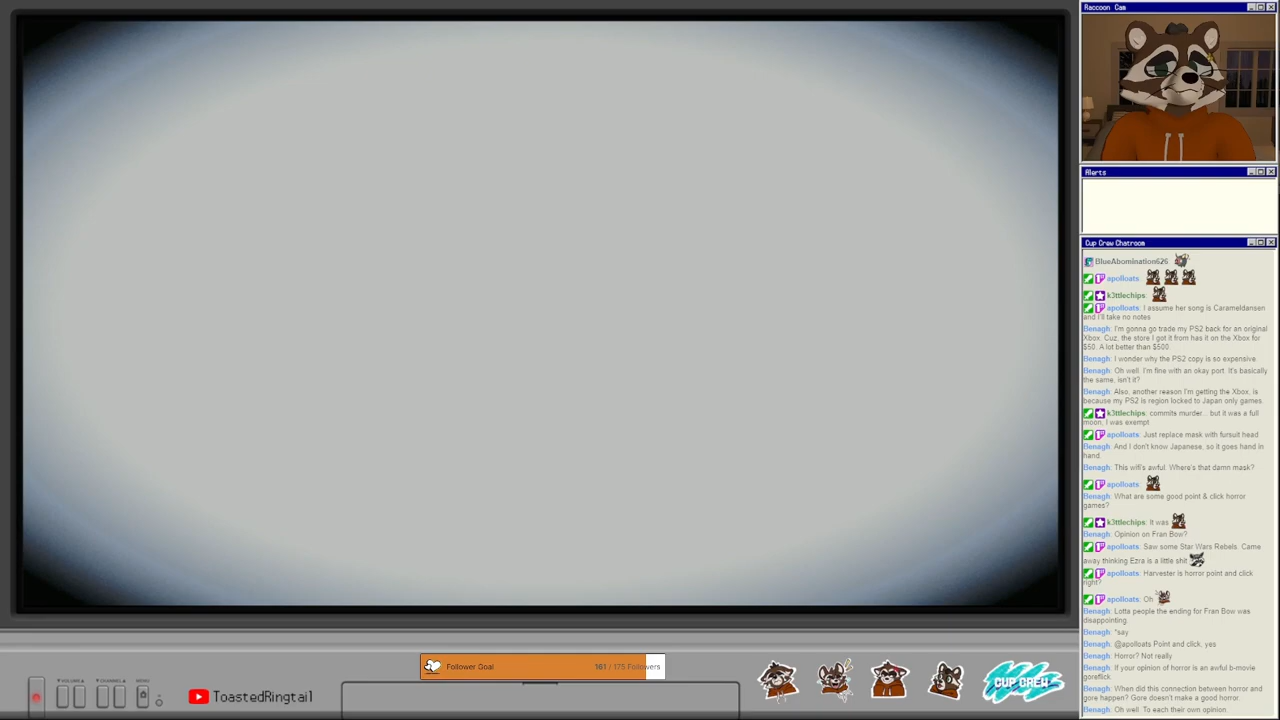 Raccoon Cam
Alerts
Cup Crew Chatroom
BlueAbomination626
apolloats:
k3ttlechips:
apolloats: I assume her song is Carameldansen
and I'll take no notes
Benagh: I'm gonna go trade my PS2 back for an original
Xbox. Cuz, the store I got it from has it on the Xbox for
$50. A lot better than $500.
Benagh: I wonder why the PS2 copy is so expensive.
Benagh: Oh well. I'm fine with an okay port. It's basically
the same, isn't it?
Benagh: Also, another reason I'm getting the Xbox, is
because my PS2 is region locked to Japan only games.
k3ttlechips: commits murder... but it was a full
moon, I was exempt
apolloats: Just replace mask with fursuit head
Benagh: And I don't know Japanese, so it goes hand in
hand.
Benagh: This wifi's awful. Where's that damn mask?
apolloats:
Benagh: What are some good point & click horror
games?
k3ttlechips: It was
Benagh: Opinion on Fran Bow?
apolloats: Saw some Star Wars Rebels. Came
away thinking Ezra is a little shit
apolloats: Harvester is horror point and click
right?
apolloats: Oh
Benagh: Lotta people the ending for Fran Bow was
disappointing.
Benagh: *say
Benagh: @apolloats Point and click, yes
Benagh: Horror? Not really
Benagh: If your opinion of horror is an awful b-movie
goreflick.
Benagh: When did this connection between horror and
gore happen? Gore doesn't make a good horror.
Benagh: Oh well. To each their own opinion.
Follower Goal 161 / 175 Followers
VOLUME CHANNEL MENU
ToastedRingtail
CUP CREW